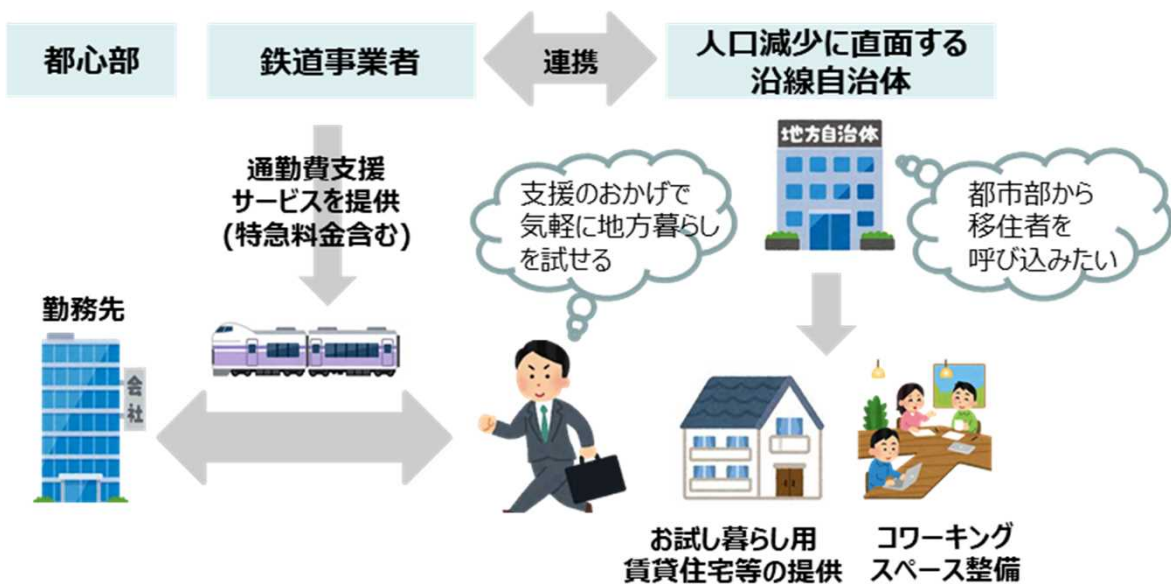 都心部
鉄道事業者
連携
人口減少に直面する
沿線自治体
地方自治体
通勤費支援
サービスを提供
(特急料金含む)
支援のおかげで
気軽に地方暮らし
を試せる
都市部から
移住者を
呼び込みたい
勤務先
会社
お試し暮らし用
賃貸住宅等の提供
コワーキング
スペース整備